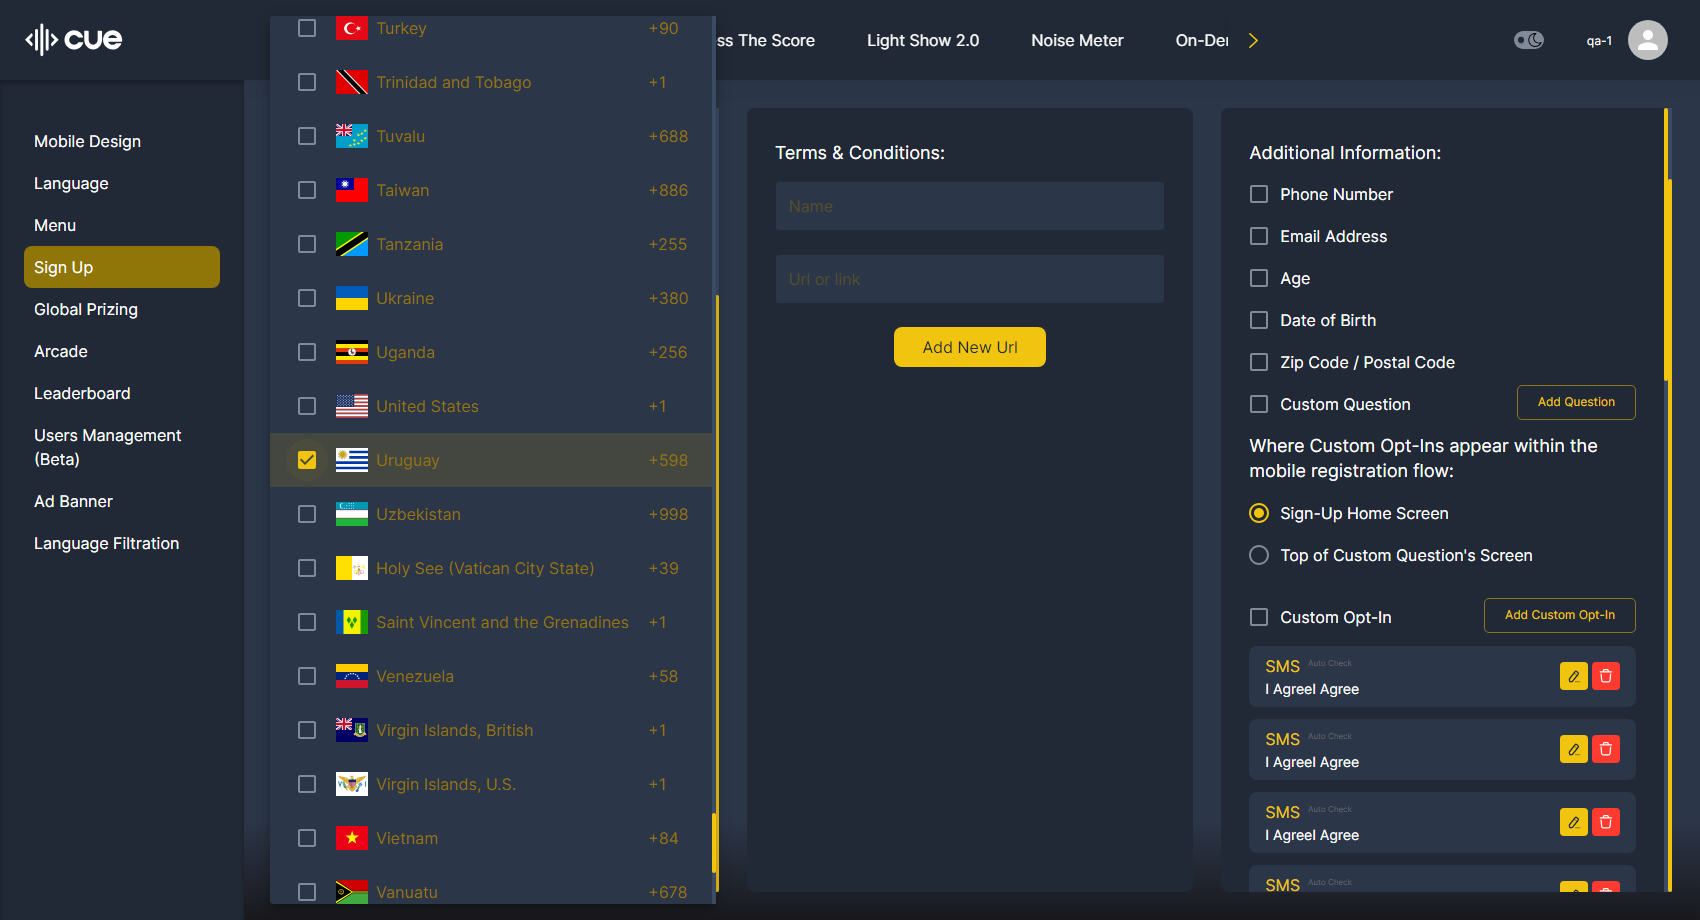 cue
ss The Score
Light Show 2.0
Noise Meter
On-De
qa-1
Mobile Design
Language
Menu
Sign Up
Global Prizing
Arcade
Leaderboard
Users Management
(Beta)
Ad Banner
Language Filtration
Turkey +90
Trinidad and Tobago +1
Tuvalu +688
Taiwan +886
Tanzania +255
Ukraine +380
Uganda +256
United States +1
Uruguay +598
Uzbekistan +998
Holy See (Vatican City State) +39
Saint Vincent and the Grenadines +1
Venezuela +58
Virgin Islands, British +1
Virgin Islands, U.S. +1
Vietnam +84
Vanuatu +678
Terms & Conditions:
Name
Url or link
Add New Url
Additional Information:
Phone Number
Email Address
Age
Date of Birth
Zip Code / Postal Code
Custom Question
Add Question
Where Custom Opt-Ins appear within the
mobile registration flow:
Sign-Up Home Screen
Top of Custom Question's Screen
Custom Opt-In
Add Custom Opt-In
SMS Auto Check
I AgreeI Agree
SMS Auto Check
I AgreeI Agree
SMS Auto Check
I AgreeI Agree
SMS Auto Check